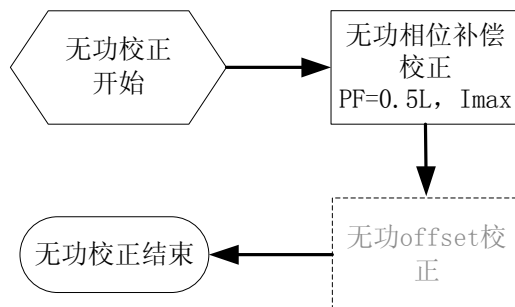 无功校正
开始
无功相位补偿
校正
PF=0.5L，Imax
无功offset校
正
无功校正结束